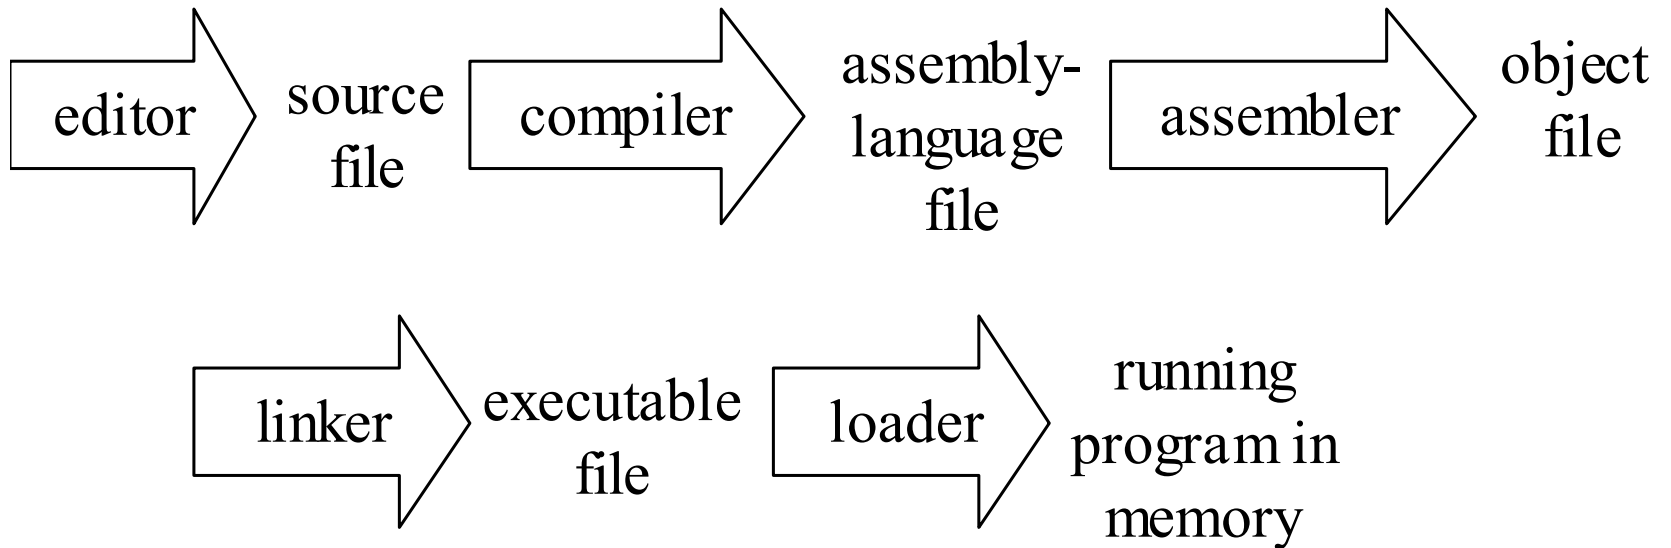 editor
source
file
compiler
assembly-
language
file
assembler
object
file
linker
executable
file
loader
running
program in
memory